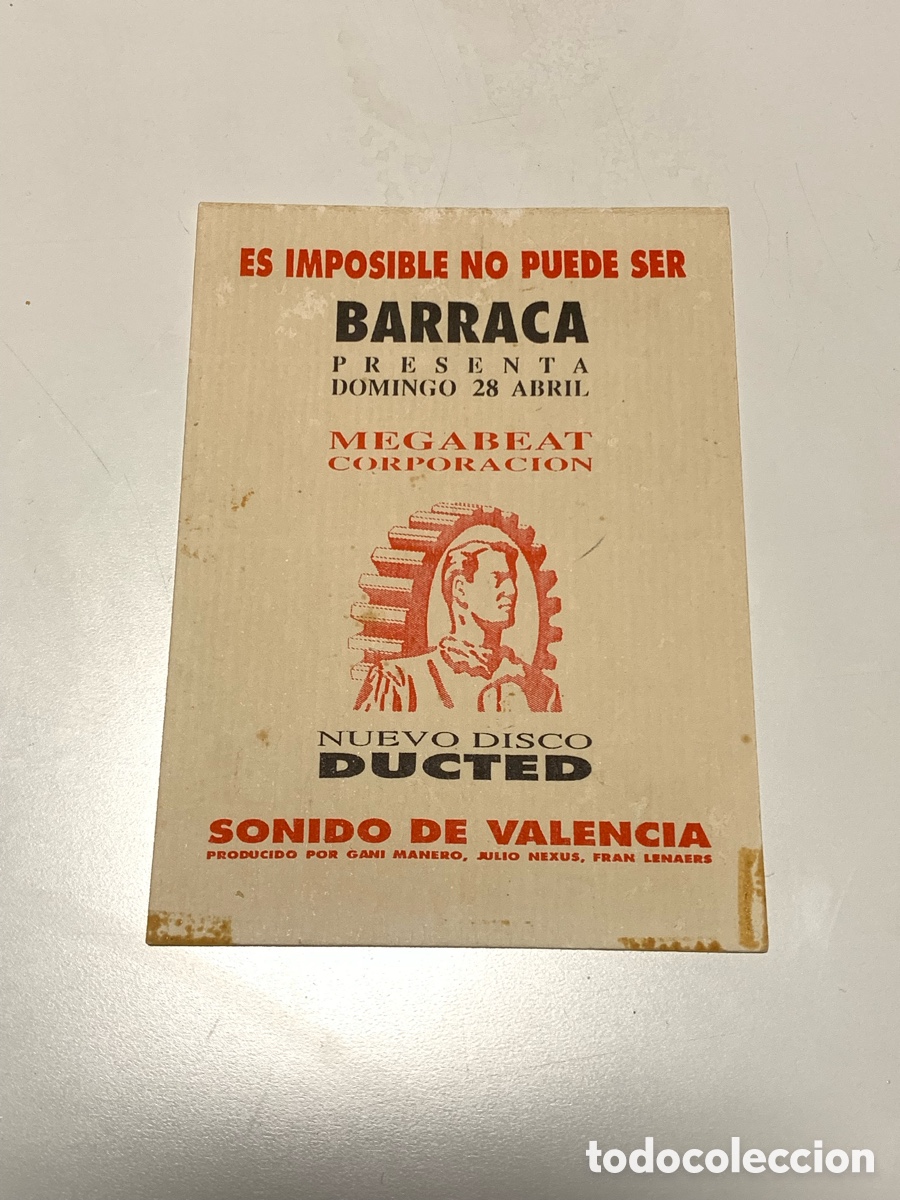 ES IMPOSIBLE NO PUEDE SER
BARRACA
PRESENTA
DOMINGO 28 ABRIL
MEGABEAT
CORPORACION
NUEVO DISCO
DUCTED
SONIDO DE VALENCIA
PRODUCIDO POR GANI MANERO, JULIO NEXUS, FRAN LENAERS
todocoleccion